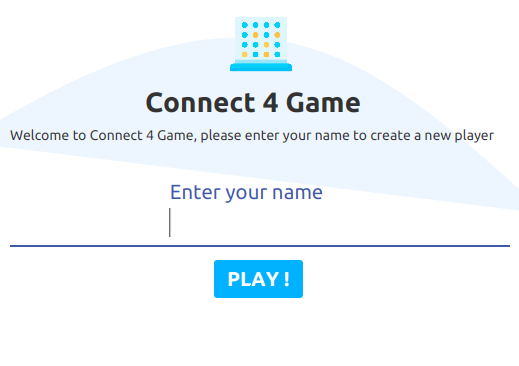 Connect 4 Game
Welcome to Connect 4 Game, please enter your name to create a new player
Enter your name
PLAY !